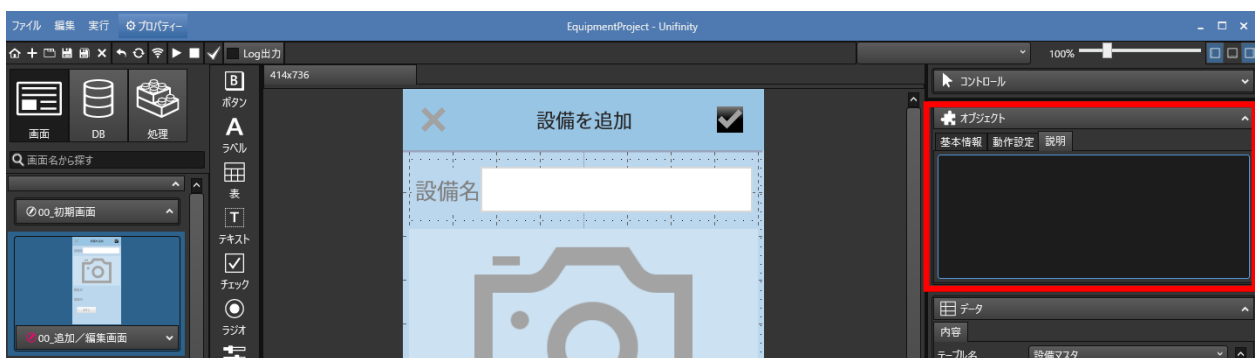 ファイル 編集 実行 プロパティー EquipmentProject - Unifinity
Log出力 100%
画面 DB 処理
画面名から探す
00_初期画面
00_追加／編集画面
B
ボタン
A
ラベル
表
T
テキスト
チェック
ラジオ
414x736
設備を追加
設備名
コントロール
オブジェクト
基本情報 動作設定 説明
データ
内容
テーブル名 設備マスタ